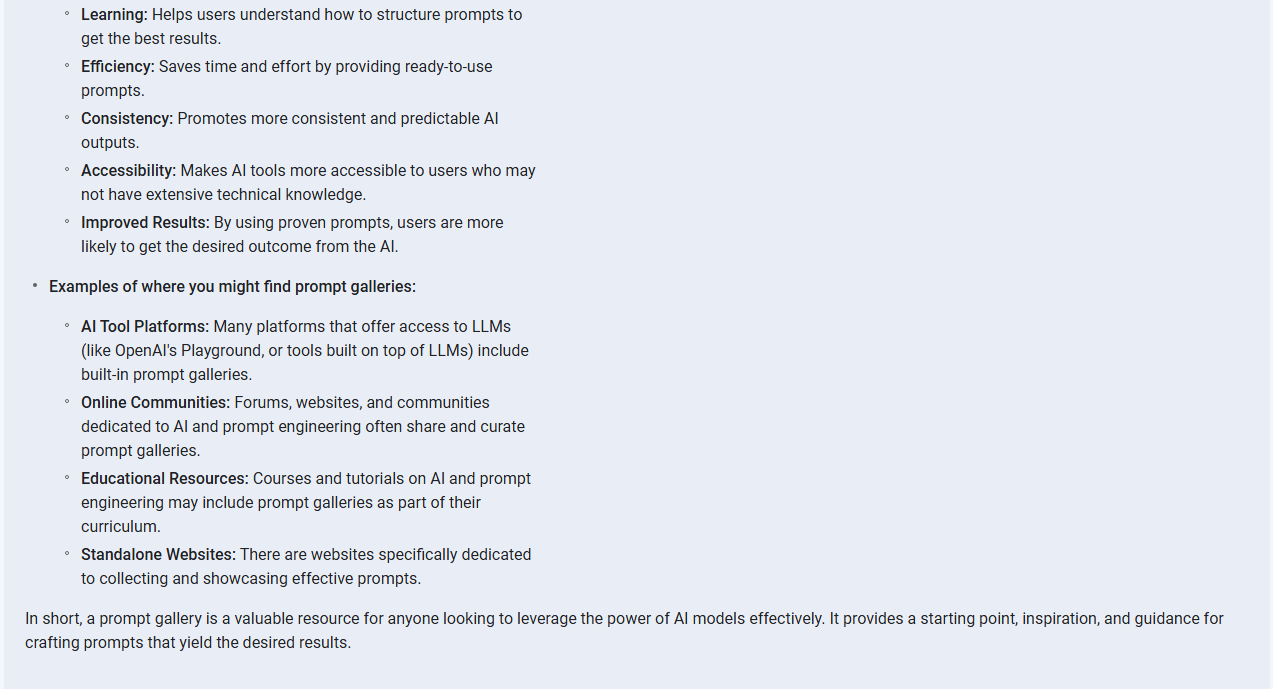 ◦ Learning: Helps users understand how to structure prompts to
get the best results.
◦ Efficiency: Saves time and effort by providing ready-to-use
prompts.
◦ Consistency: Promotes more consistent and predictable AI
outputs.
◦ Accessibility: Makes AI tools more accessible to users who may
not have extensive technical knowledge.
◦ Improved Results: By using proven prompts, users are more
likely to get the desired outcome from the AI.
• Examples of where you might find prompt galleries:
◦ AI Tool Platforms: Many platforms that offer access to LLMs
(like OpenAI's Playground, or tools built on top of LLMs) include
built-in prompt galleries.
◦ Online Communities: Forums, websites, and communities
dedicated to AI and prompt engineering often share and curate
prompt galleries.
◦ Educational Resources: Courses and tutorials on AI and prompt
engineering may include prompt galleries as part of their
curriculum.
◦ Standalone Websites: There are websites specifically dedicated
to collecting and showcasing effective prompts.
In short, a prompt gallery is a valuable resource for anyone looking to leverage the power of AI models effectively. It provides a starting point, inspiration, and guidance for
crafting prompts that yield the desired results.